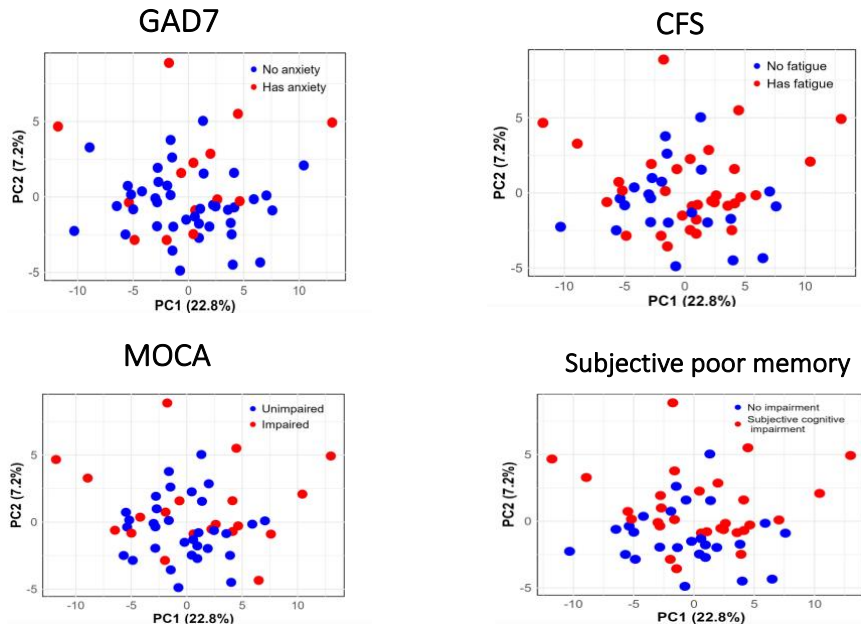 GAD7
No anxiety
Has anxiety
PC2 (7.2%)
5
0
-5
-10
-5
0
5
10
PC1 (22.8%)
CFS
No fatigue
Has fatigue
PC2 (7.2%)
5
0
-5
-10
-5
0
5
10
PC1 (22.8%)
MOCA
Unimpaired
Impaired
PC2 (7.2%)
5
0
-5
-10
-5
0
5
10
PC1 (22.8%)
Subjective poor memory
No impairment
Subjective cognitive
impairment
PC2 (7.2%)
5
0
-5
-10
-5
0
5
10
PC1 (22.8%)